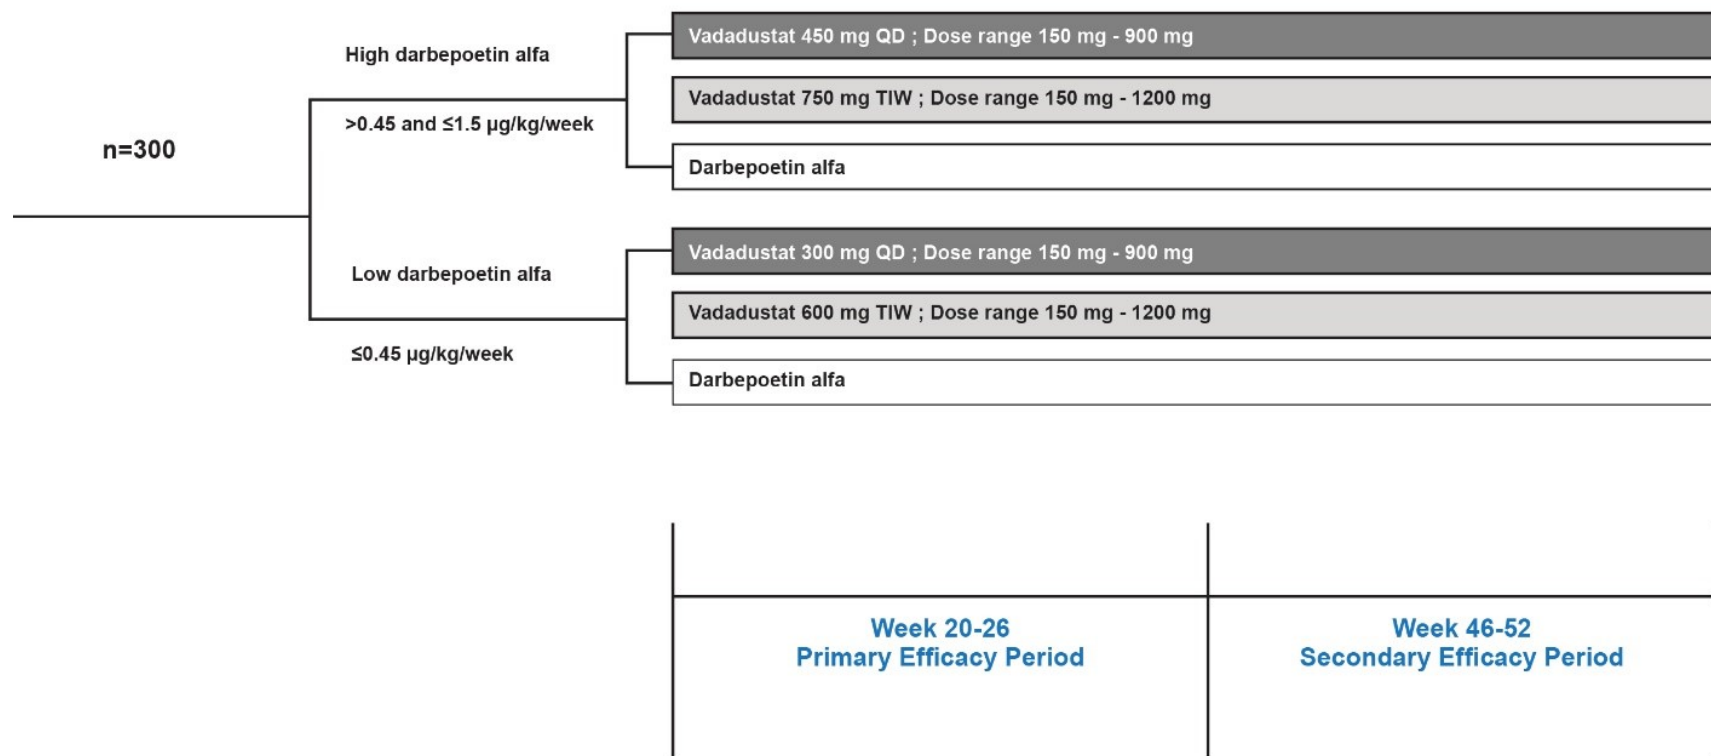 n=300
High darbepoetin alfa
>0.45 and ≤1.5 µg/kg/week
Vadadustat 450 mg QD ; Dose range 150 mg - 900 mg
Vadadustat 750 mg TIW ; Dose range 150 mg - 1200 mg
Darbepoetin alfa
Low darbepoetin alfa
≤0.45 µg/kg/week
Vadadustat 300 mg QD ; Dose range 150 mg - 900 mg
Vadadustat 600 mg TIW ; Dose range 150 mg - 1200 mg
Darbepoetin alfa
Week 20-26
Primary Efficacy Period
Week 46-52
Secondary Efficacy Period